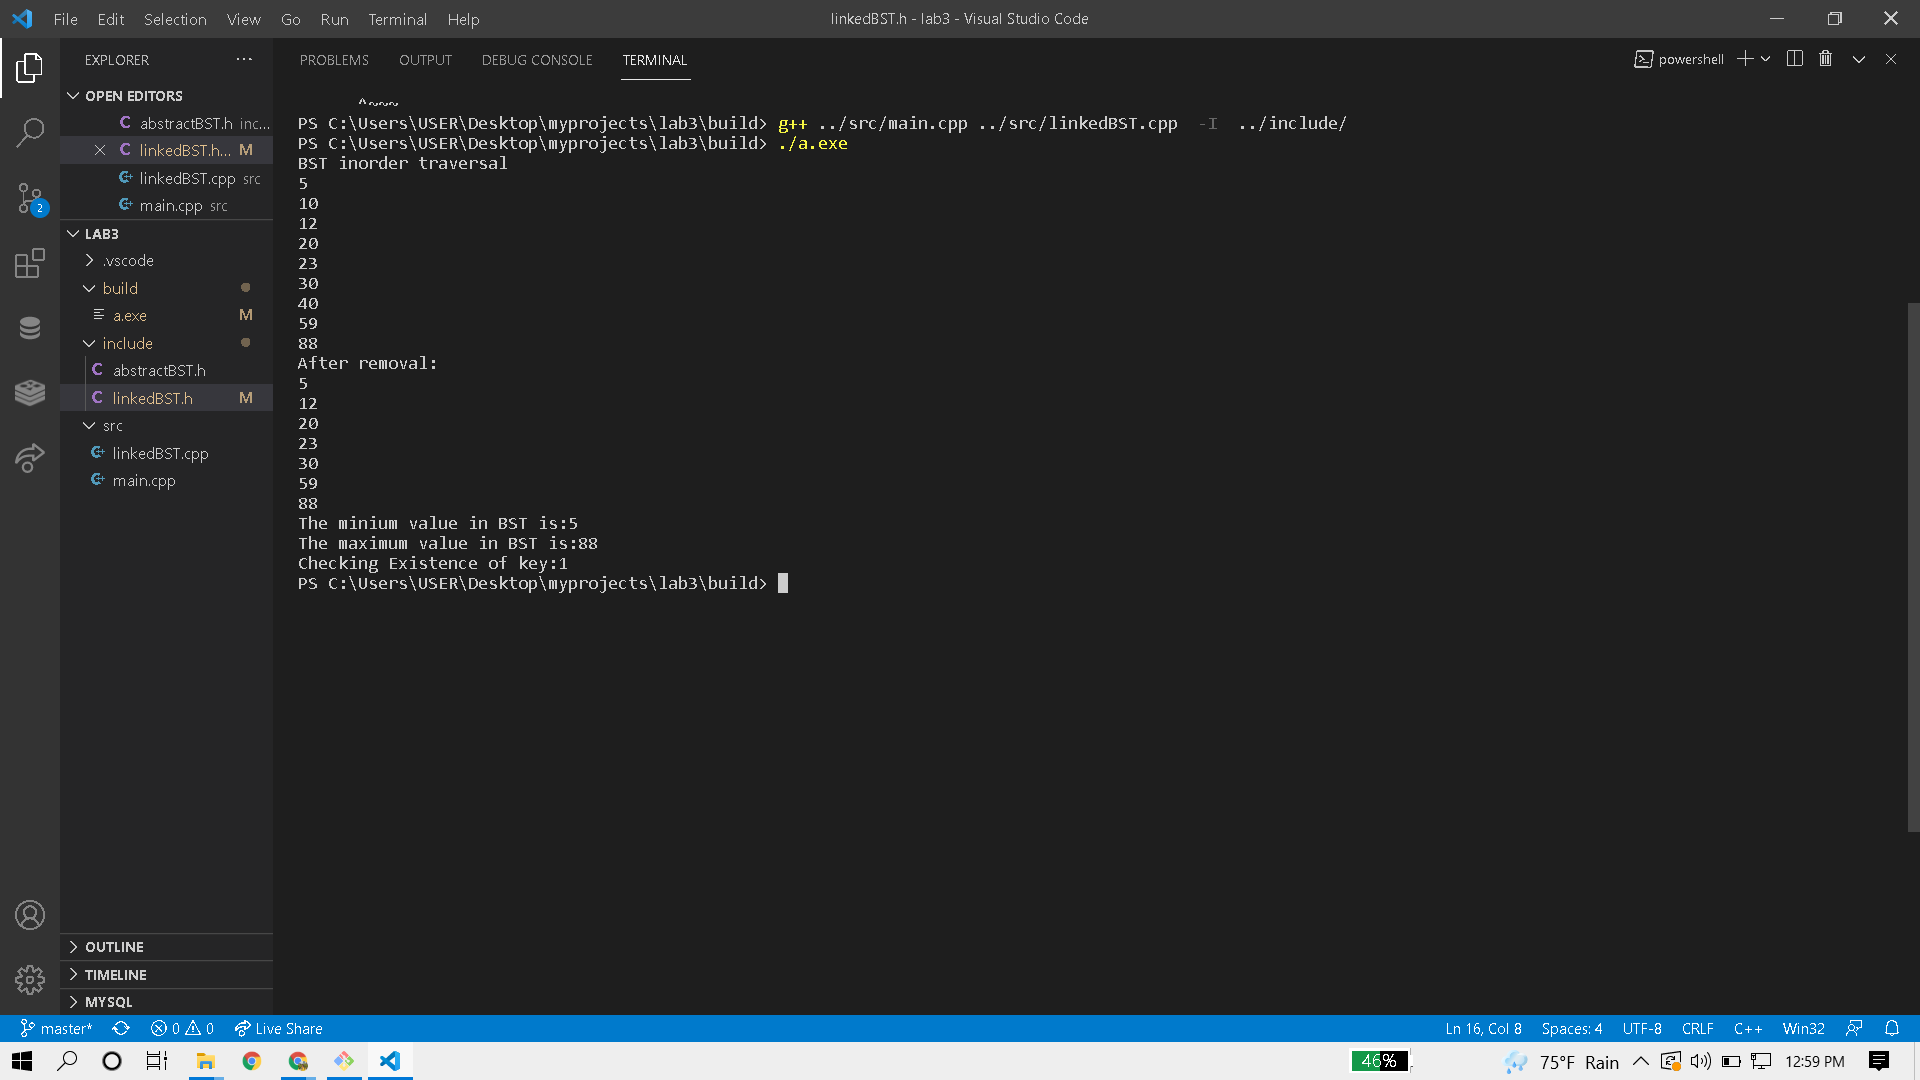 File Edit Selection View Go Run Terminal Help
linkedBST.h - lab3 - Visual Studio Code
EXPLORER ...
OPEN EDITORS
abstractBST.h inc...
linkedBST.h... M
linkedBST.cpp src
main.cpp src
LAB3
.vscode
build
a.exe M
include
abstractBST.h
linkedBST.h M
src
linkedBST.cpp
main.cpp
OUTLINE
TIMELINE
MYSQL
2
PROBLEMS OUTPUT DEBUG CONSOLE TERMINAL
powershell
^~~~
PS C:\Users\USER\Desktop\myprojects\lab3\build> g++ ../src/main.cpp ../src/linkedBST.cpp  -I  ../include/
PS C:\Users\USER\Desktop\myprojects\lab3\build> ./a.exe
BST inorder traversal
5
10
12
20
23
30
40
59
88
After removal:
5
12
20
23
30
59
88
The minium value in BST is:5
The maximum value in BST is:88
Checking Existence of key:1
PS C:\Users\USER\Desktop\myprojects\lab3\build>
master* 0 0 Live Share
Ln 16, Col 8 Spaces: 4 UTF-8 CRLF C++ Win32
46% 75°F Rain 12:59 PM